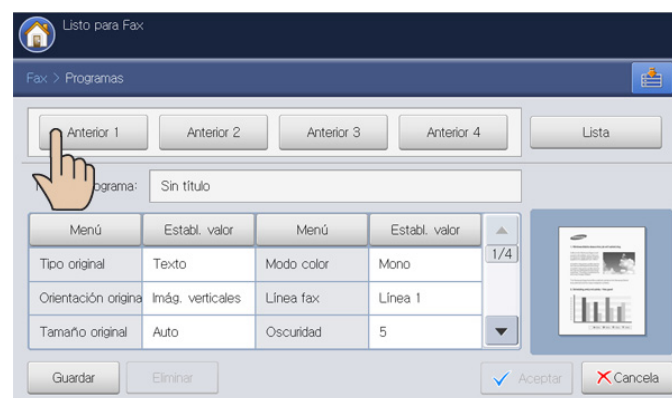 Listo para Fax
Fax > Programas
Anterior 1 Anterior 2 Anterior 3 Anterior 4 Lista
ograma: Sin título
Menú Establ. valor Menú Establ. valor
Tipo original Texto Modo color Mono 1/4
Orientación origina Imág. verticales Línea fax Línea 1
Tamaño original Auto Oscuridad 5
Guardar Eliminar Aceptar Cancela